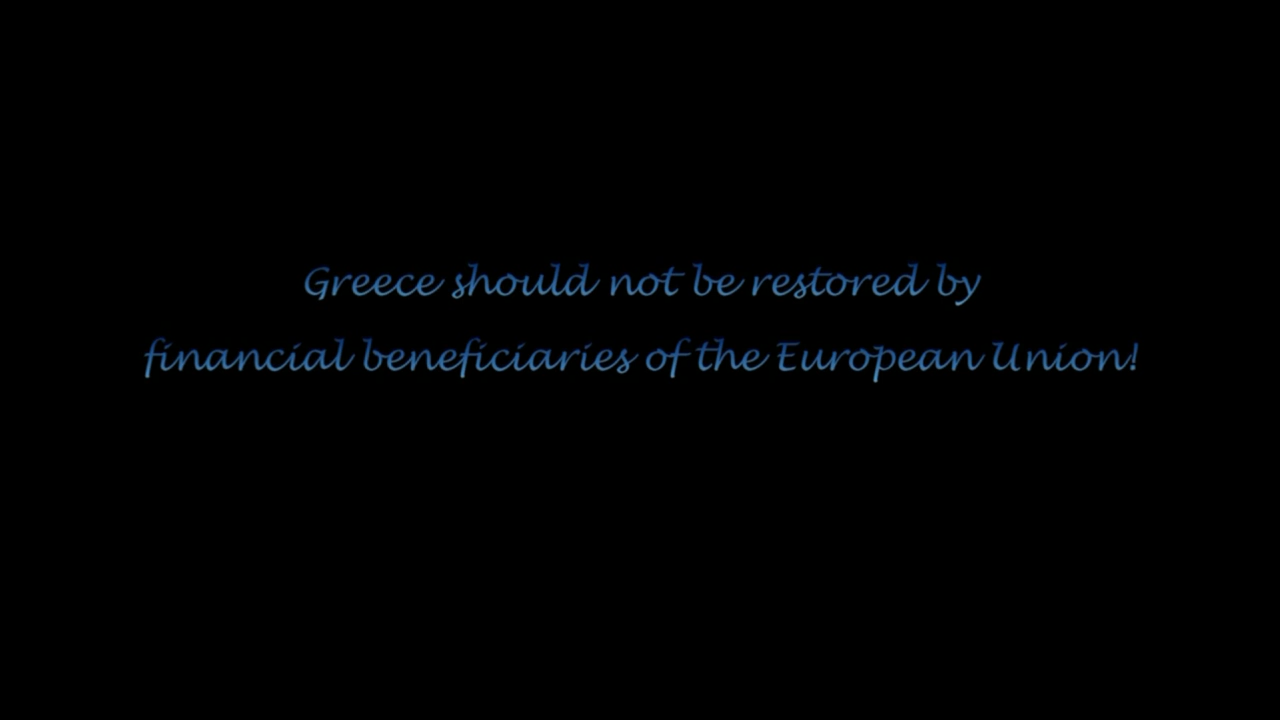 Greece should not be restored by
financial beneficiaries of the European Union!